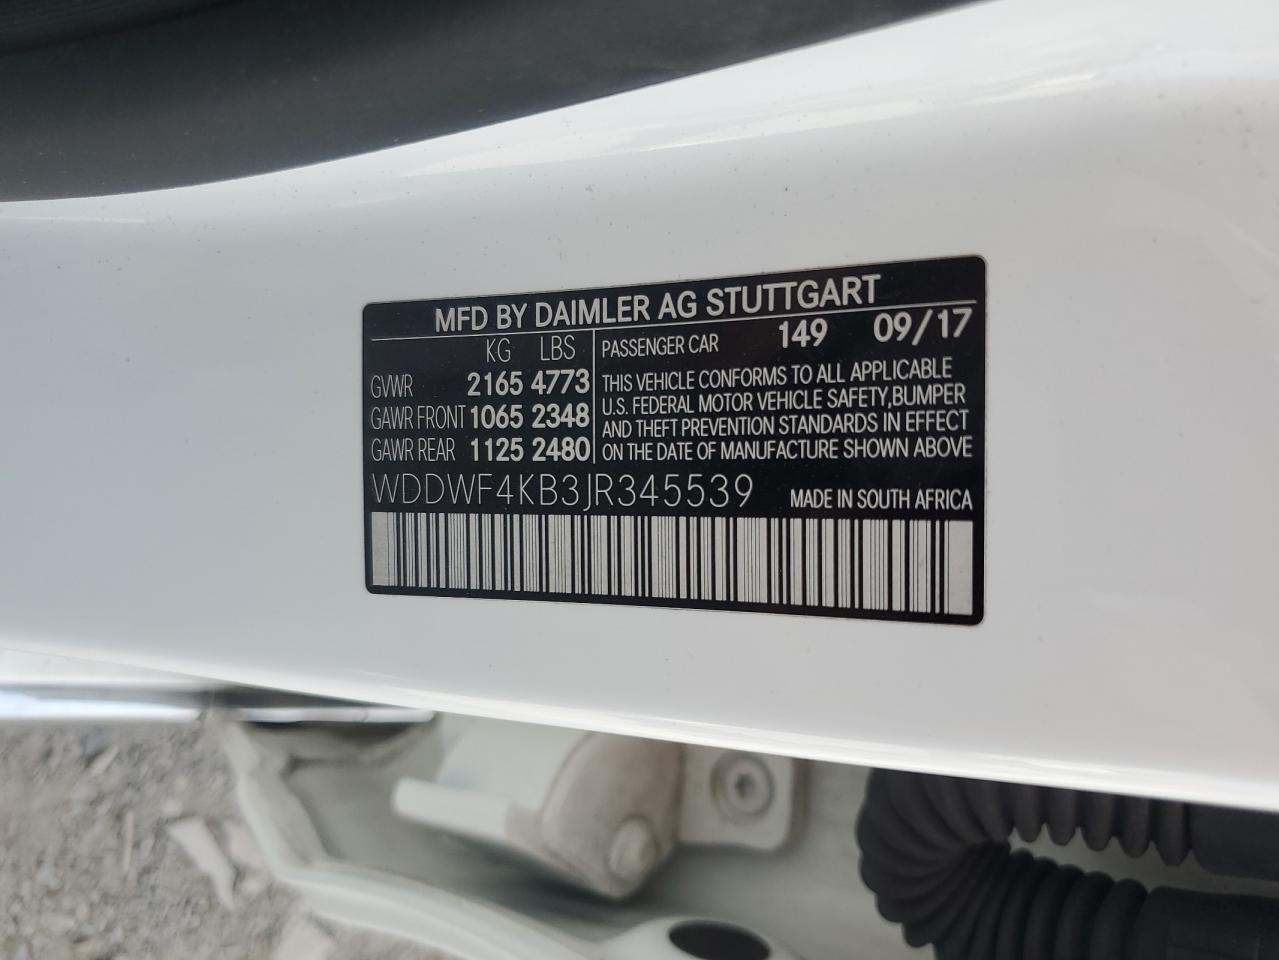 MFD BY DAIMLER AG STUTTGART
KG LBS
GVWR 2165 4773
GAWR FRONT 1065 2348
GAWR REAR 1125 2480
PASSENGER CAR 149 09/17
THIS VEHICLE CONFORMS TO ALL APPLICABLE
U.S. FEDERAL MOTOR VEHICLE SAFETY,BUMPER
AND THEFT PREVENTION STANDARDS IN EFFECT
ON THE DATE OF MANUFACTURE SHOWN ABOVE
WDDWF4KB3JR345539 MADE IN SOUTH AFRICA